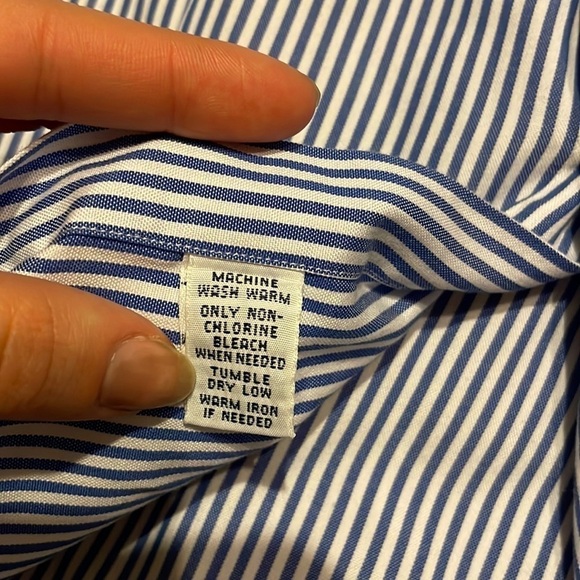 MACHINE
WASH WARM
ONLY NON-
CHLORINE
BLEACH
WHEN NEEDED
TUMBLE
DRY LOW
WARM IRON
IF NEEDED